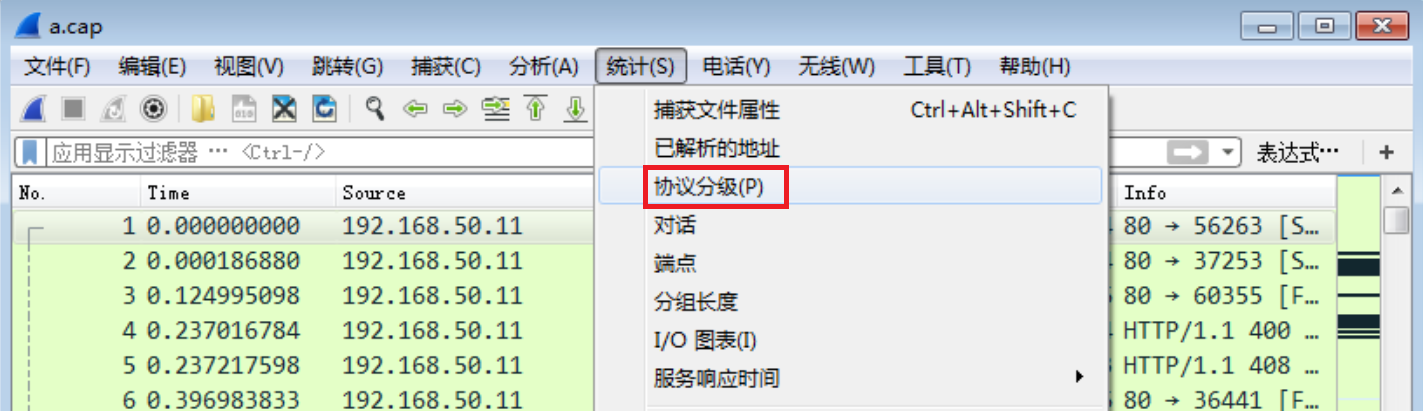 a.cap
文件(F) 编辑(E) 视图(V) 跳转(G) 捕获(C) 分析(A) 统计(S) 电话(Y) 无线(W) 工具(T) 帮助(H)
捕获文件属性 Ctrl+Alt+Shift+C
应用显示过滤器 … <Ctrl-/> 已解析的地址 表达式… +
No. Time Source 协议分级(P) Info
1 0.000000000 192.168.50.11 对话 80 → 56263 [S…
2 0.000186880 192.168.50.11 端点 80 → 37253 [S…
3 0.124995098 192.168.50.11 分组长度 80 → 60355 [F…
4 0.237016784 192.168.50.11 I/O 图表(I) HTTP/1.1 400 …
5 0.237217598 192.168.50.11 服务响应时间 HTTP/1.1 408 …
6 0.396983833 192.168.50.11 80 → 36441 [F…